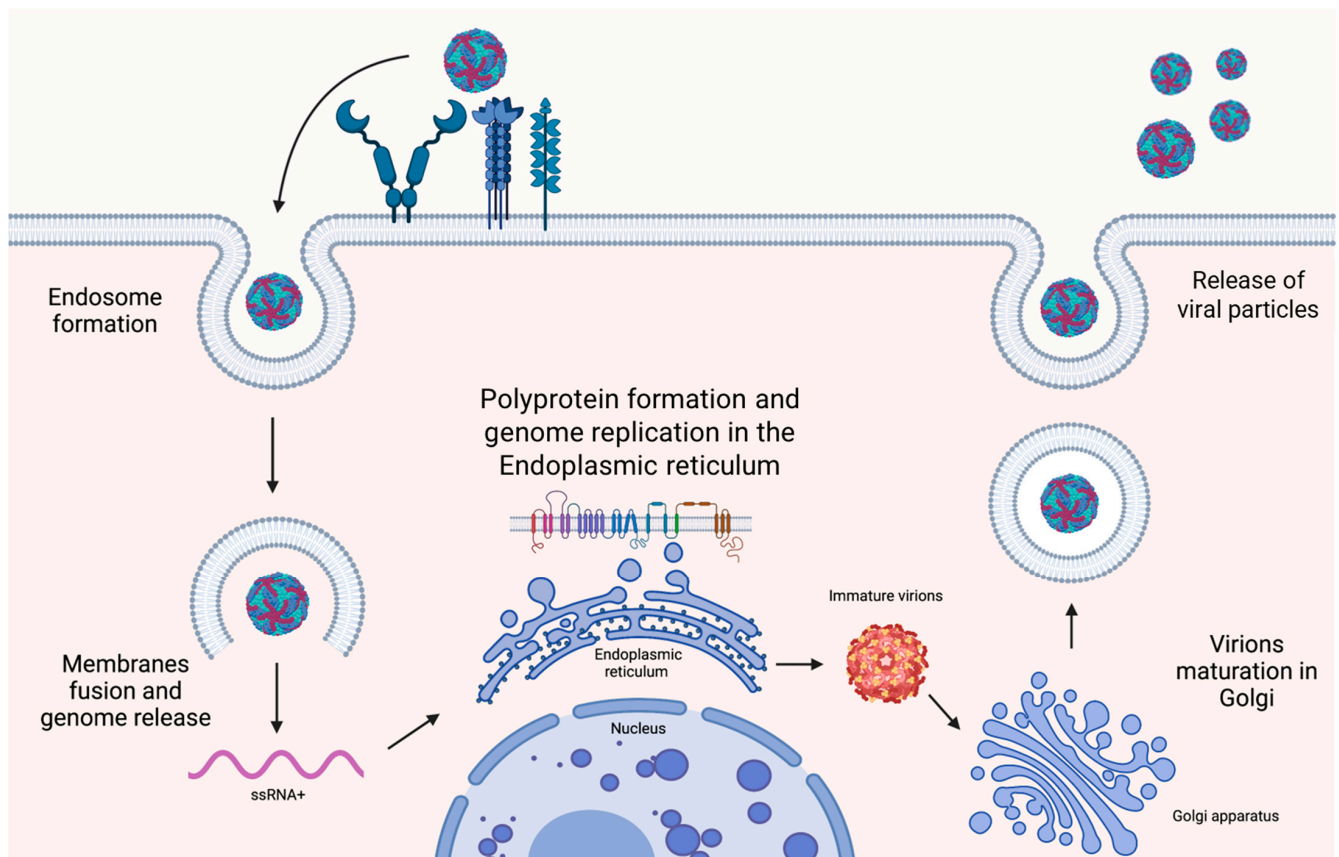 Endosome
formation
Release of
viral particles
Polyprotein formation and
genome replication in the
Endoplasmic reticulum
Immature virions
Membranes
fusion and
genome release
Endoplasmic
reticulum
Virions
maturation in
Golgi
Nucleus
ssRNA+
Golgi apparatus